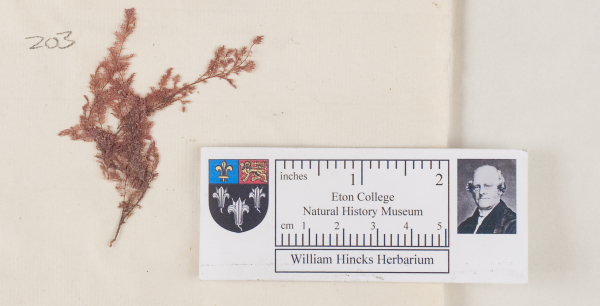 203
inches 1 2
Eton College
Natural History Museum
cm 1 2 3 4 5
William Hincks Herbarium